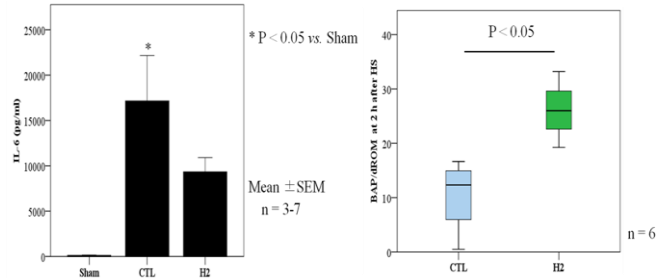 25000
20000
15000
10000
5000
0
IL-6 (pg/ml)
*
Sham
CTL
H2
* P < 0.05 vs. Sham
Mean ±SEM
n = 3-7
40
30
20
10
0
BAP/dROM at 2 h after HS
P < 0.05
CTL
H2
n = 6